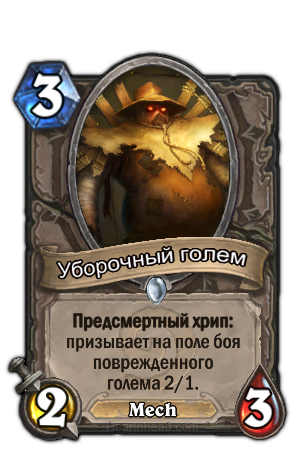 3
Уборочный голем
Предсмертный хрип:
призывает на поле боя
поврежденного
голема 2/1.
2
Mech
3